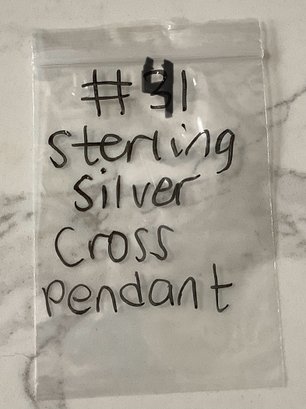 #41
sterling
silver
cross
pendant